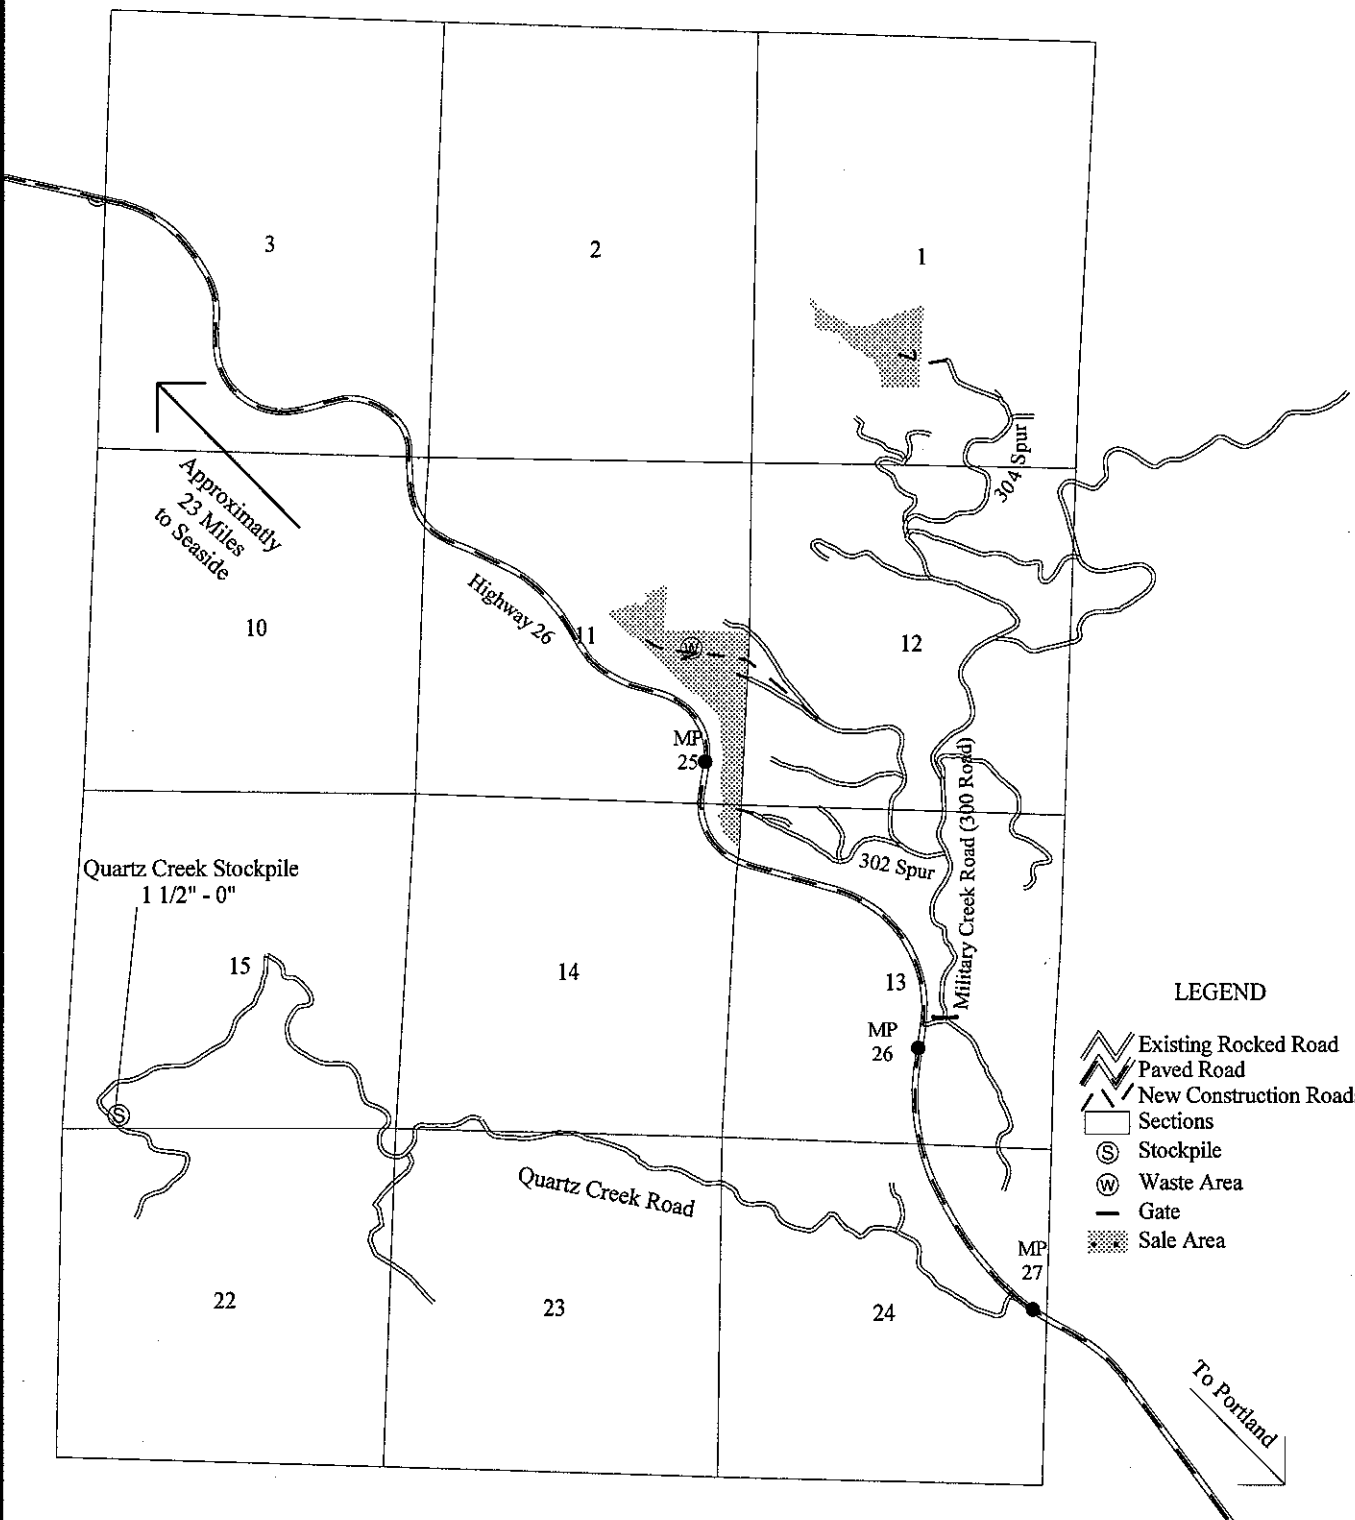 3
2
1
304 Spur
Approximatly
23 Miles
to Seaside
Highway 26
10
11
W
12
MP
25
Military Creek Road (300 Road)
302 Spur
Quartz Creek Stockpile
1 1/2" - 0"
15
14
13
MP
26
S
Quartz Creek Road
MP
27
22
23
24
To Portland
LEGEND
Existing Rocked Road
Paved Road
New Construction Road
Sections
S Stockpile
W Waste Area
Gate
Sale Area